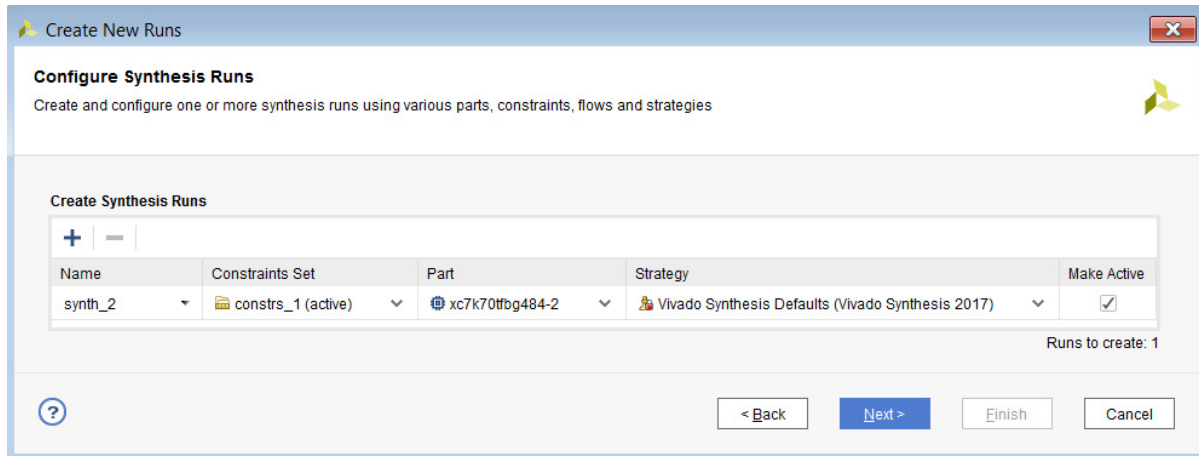 Create New Runs
Configure Synthesis Runs
Create and configure one or more synthesis runs using various parts, constraints, flows and strategies
Create Synthesis Runs
Name Constraints Set Part Strategy Make Active
synth_2 constrs_1 (active) xc7k70tfbg484-2 Vivado Synthesis Defaults (Vivado Synthesis 2017)
Runs to create: 1
? < Back Next > Finish Cancel